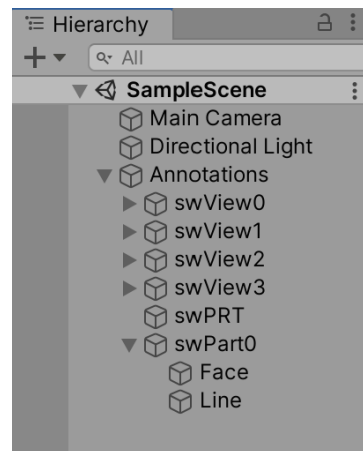 Hierarchy
All
SampleScene
Main Camera
Directional Light
Annotations
swView0
swView1
swView2
swView3
swPRT
swPart0
Face
Line